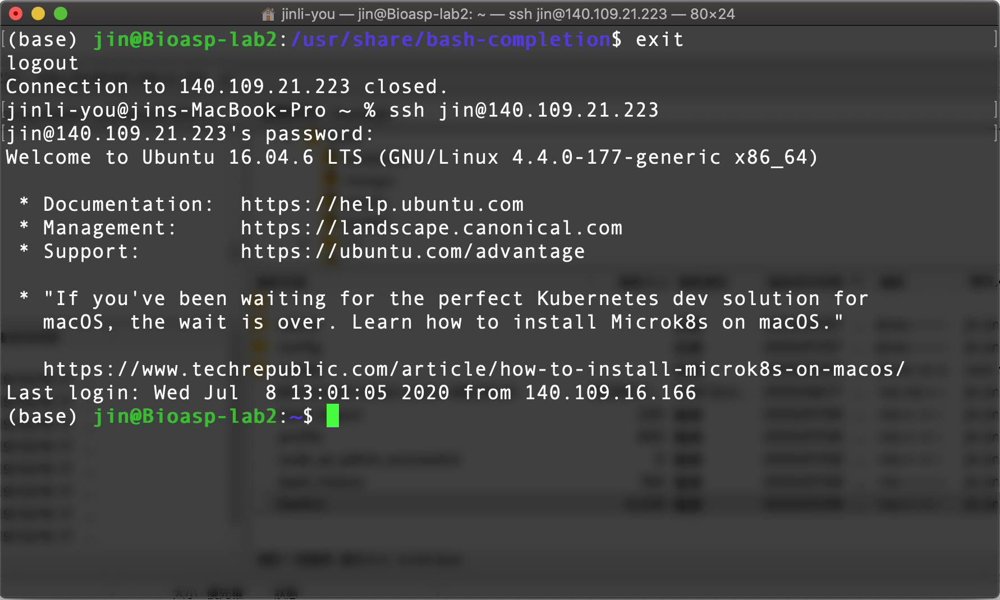 jinli-you — jin@Bioasp-lab2: ~ — ssh jin@140.109.21.223 — 80×24
(base) jin@Bioasp-lab2:/usr/share/bash-completion$ exit
logout
Connection to 140.109.21.223 closed.
jinli-you@jins-MacBook-Pro ~ % ssh jin@140.109.21.223
jin@140.109.21.223's password:
Welcome to Ubuntu 16.04.6 LTS (GNU/Linux 4.4.0-177-generic x86_64)
* Documentation:  https://help.ubuntu.com
* Management:     https://landscape.canonical.com
* Support:        https://ubuntu.com/advantage
* "If you've been waiting for the perfect Kubernetes dev solution for
macOS, the wait is over. Learn how to install Microk8s on macOS."
https://www.techrepublic.com/article/how-to-install-microk8s-on-macos/
Last login: Wed Jul  8 13:01:05 2020 from 140.109.16.166
(base) jin@Bioasp-lab2:~$